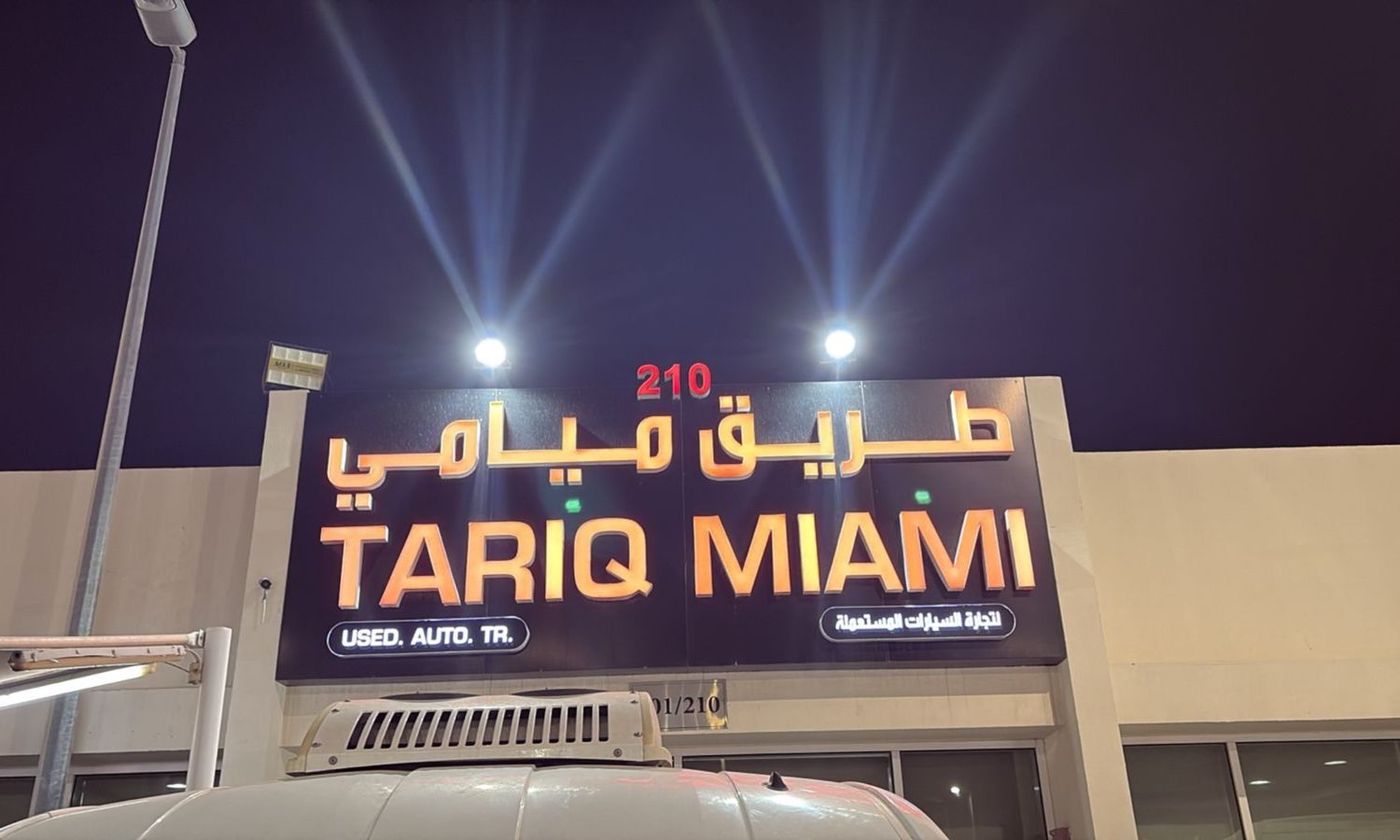 210
طريق ميامي
TARIQ MIAMI
USED. AUTO. TR.
لتجارة السيارات المستعملة
01/210